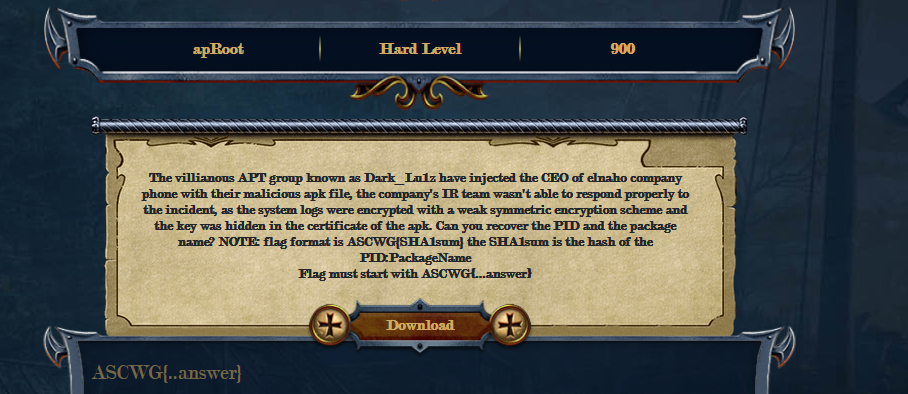 apRoot
Hard Level
900
The villianous APT group known as Dark_Lu1z have injected the CEO of elnaho company
phone with their malicious apk file, the company's IR team wasn't able to respond properly to
the incident, as the system logs were encrypted with a weak symmetric encryption scheme and
the key was hidden in the certificate of the apk. Can you recover the PID and the package
name? NOTE: flag format is ASCWG{SHA1sum} the SHA1sum is the hash of the
PID:PackageName
Flag must start with ASCWG{...answer}
Download
ASCWG{..answer}